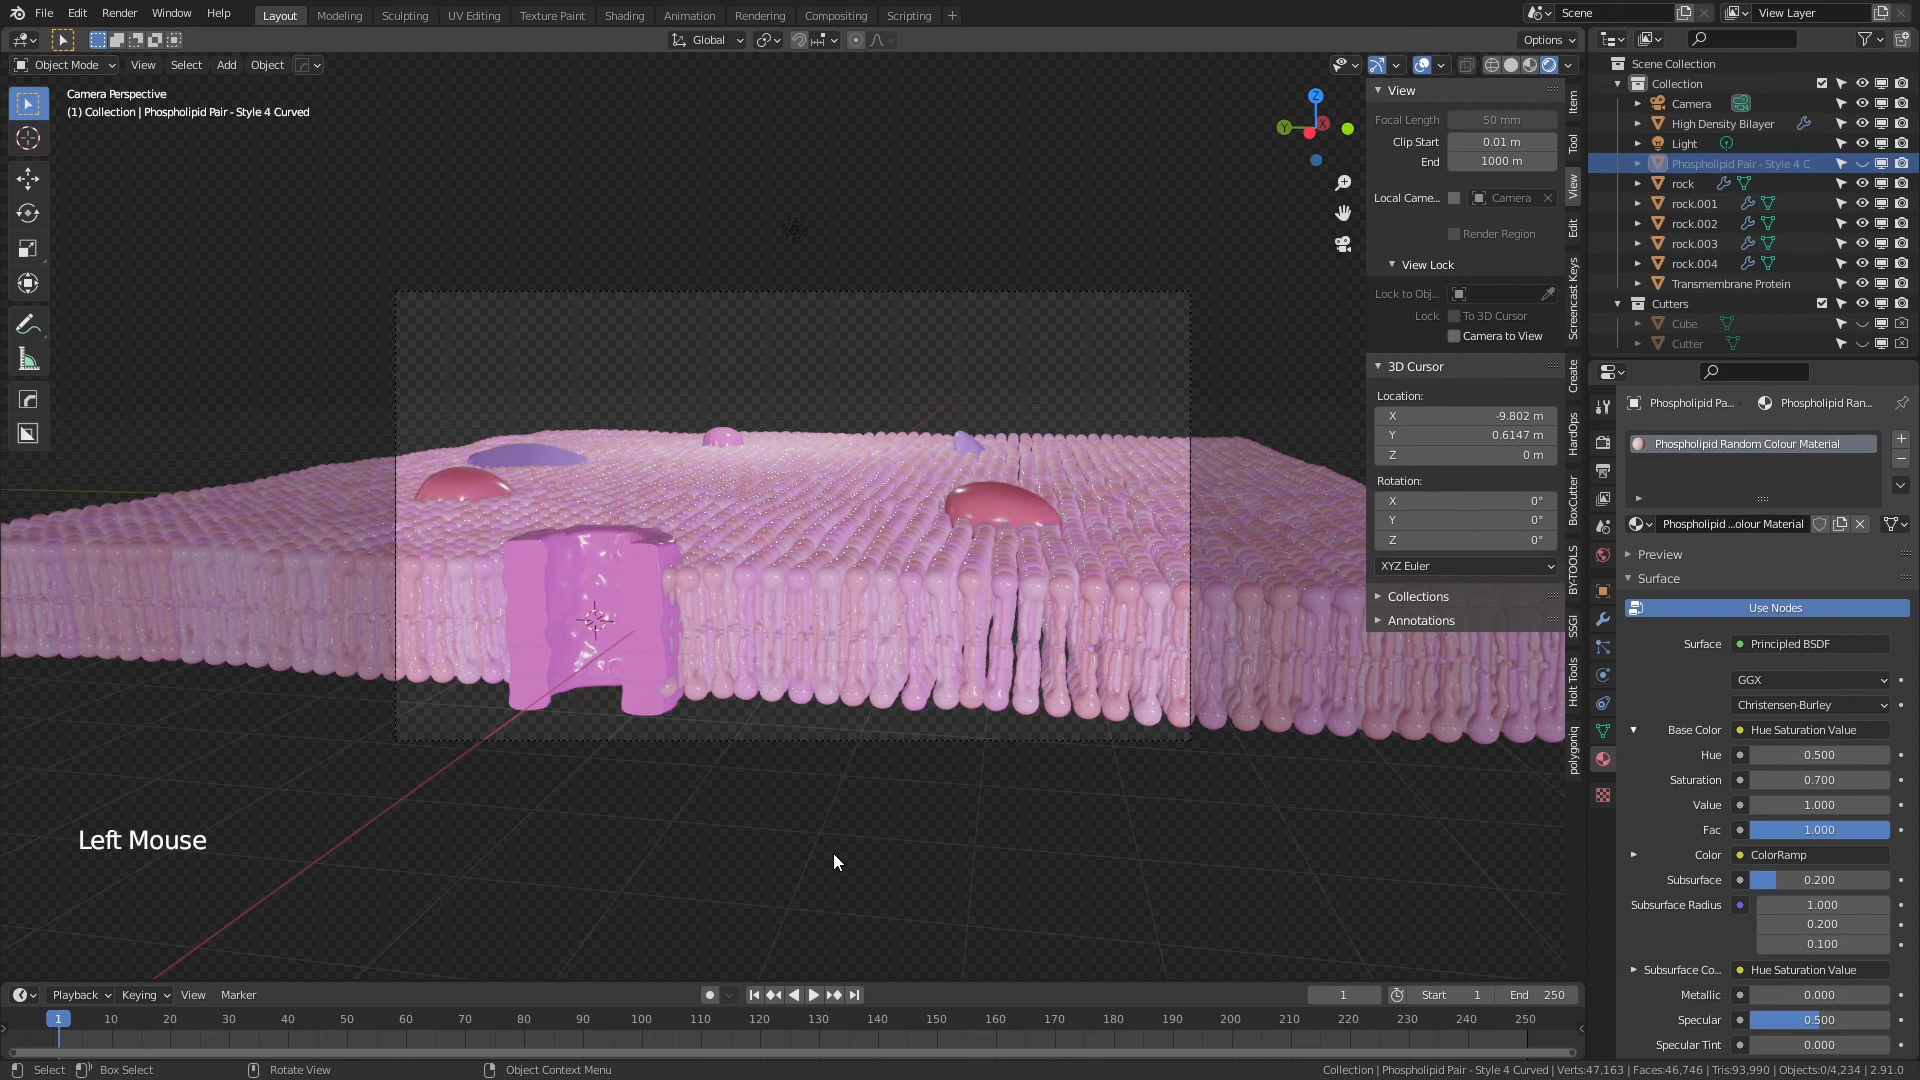 File Edit Render Window Help Layout Modeling Sculpting UV Editing Texture Paint Shading Animation Rendering Compositing Scripting + Scene View Layer
Global Options
Object Mode View Select Add Object
Camera Perspective
(1) Collection | Phospholipid Pair - Style 4 Curved
Z
Y
X
View
Focal Length 50 mm
Clip Start 0.01 m
End 1000 m
Local Came... Camera
Render Region
View Lock
Lock to Obj...
Lock To 3D Cursor
Camera to View
3D Cursor
Location:
X -9.802 m
Y 0.6147 m
Z 0 m
Rotation:
X 0°
Y 0°
Z 0°
XYZ Euler
Collections
Annotations
Item
Tool
View
Edit
Screencast Keys
Create
HardOps
BoxCutter
BY-TOOLS
SSGI
Holt Tools
polygoniq
Scene Collection
Collection
Camera
High Density Bilayer
Light
Phospholipid Pair - Style 4 C
rock
rock.001
rock.002
rock.003
rock.004
Transmembrane Protein
Cutters
Cube
Cutter
Phospholipid Pa... Phospholipid Ran...
Phospholipid Random Colour Material
Phospholipid ...olour Material
Preview
Surface
Use Nodes
Surface Principled BSDF
GGX
Christensen-Burley
Base Color Hue Saturation Value
Hue 0.500
Saturation 0.700
Value 1.000
Fac 1.000
Color ColorRamp
Subsurface 0.200
Subsurface Radius 1.000
0.200
0.100
Subsurface Co... Hue Saturation Value
Metallic 0.000
Specular 0.500
Specular Tint 0.000
Left Mouse
Playback Keying View Marker 1 Start 1 End 250
1 10 20 30 40 50 60 70 80 90 100 110 120 130 140 150 160 170 180 190 200 210 220 230 240 250
Select Box Select Rotate View Object Context Menu Collection | Phospholipid Pair - Style 4 Curved | Verts:47,163 | Faces:46,746 | Tris:93,990 | Objects:0/4,234 | 2.91.0